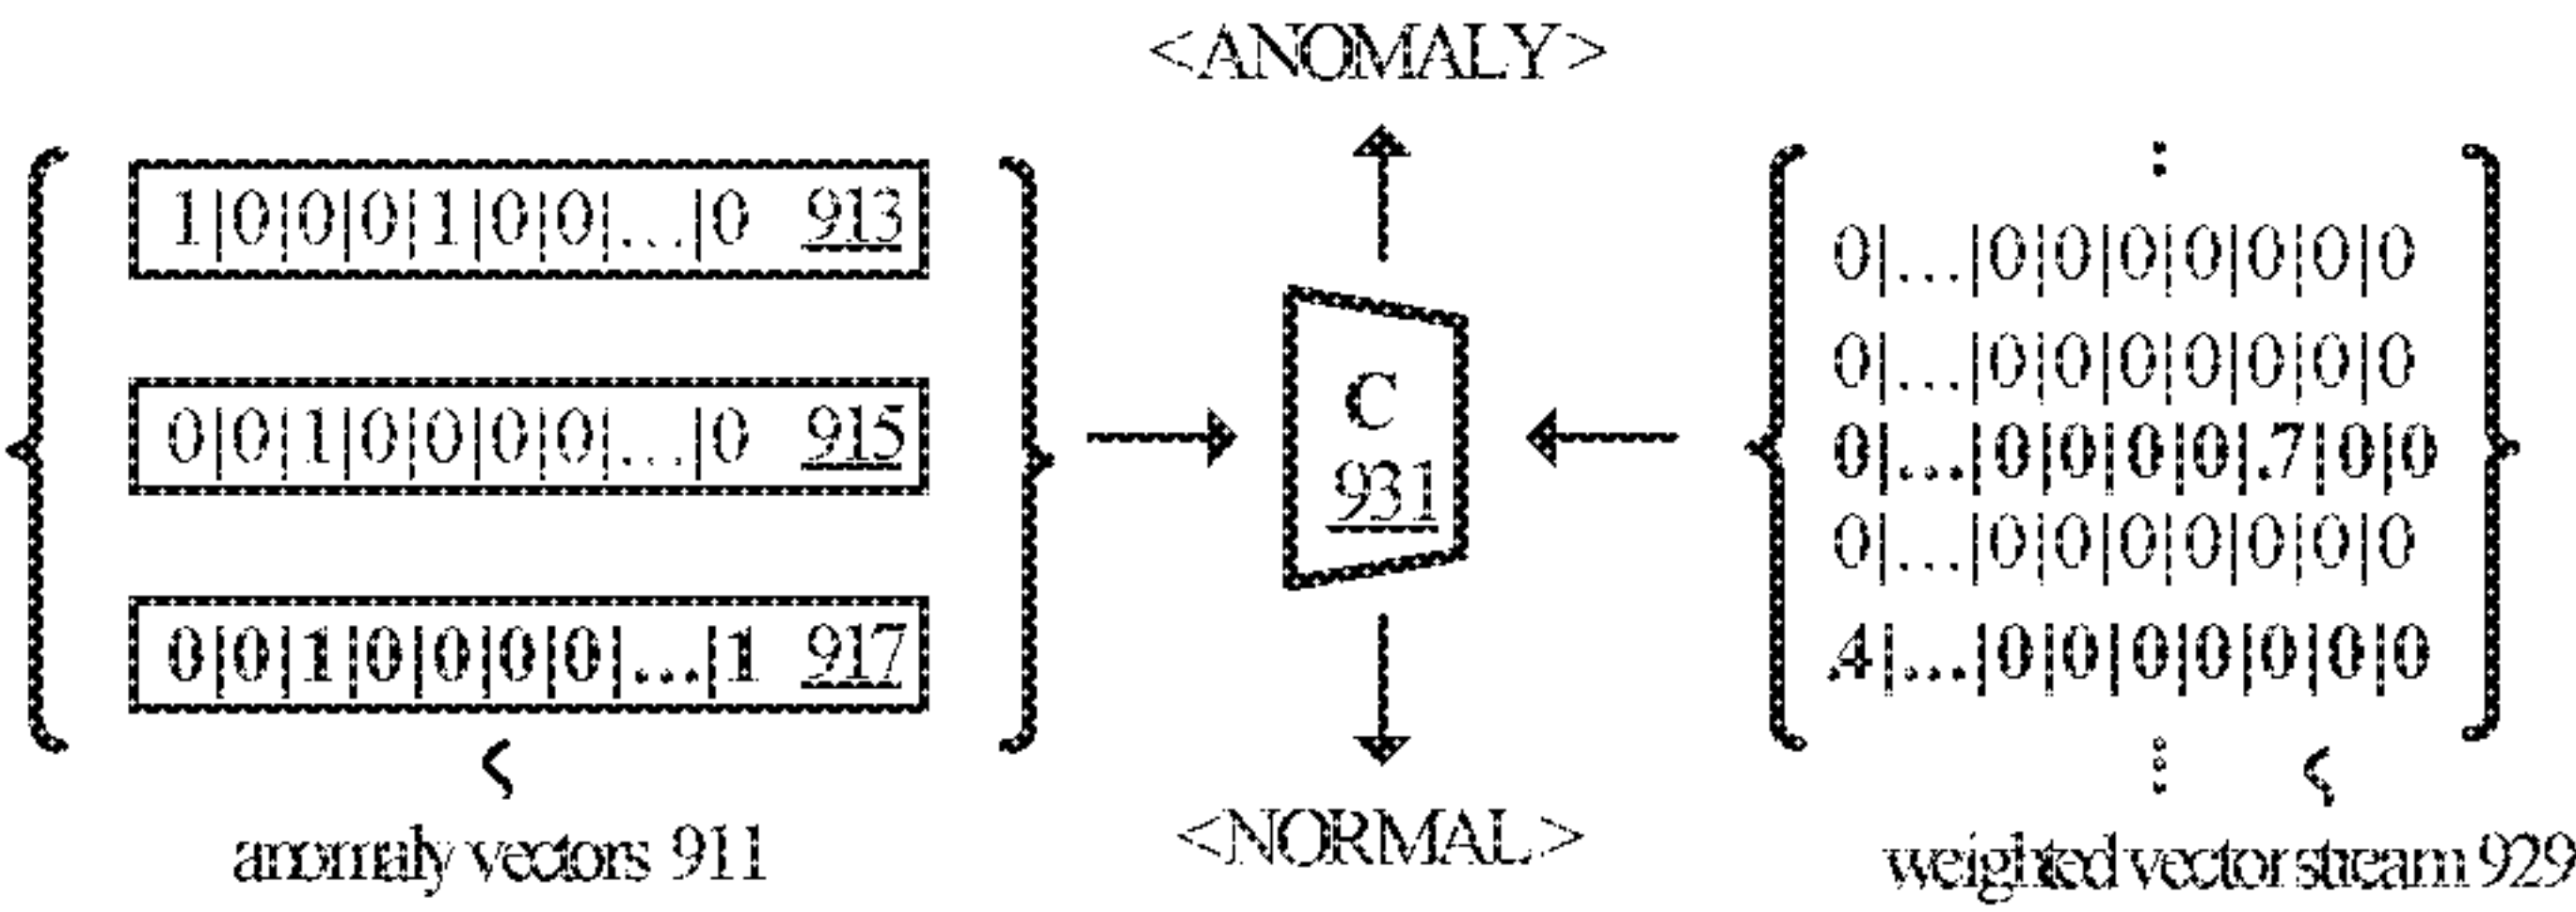 <ANOMALY>
1|0|0|0|1|0|0|...|0 913
0|0|1|0|0|0|0|...|0 915
0|0|1|0|0|0|0|...|1 917
anomaly vectors 911
C
931
<NORMAL>
0|...|0|0|0|0|0|0|0
0|...|0|0|0|0|0|0|0
0|...|0|0|0|0|.7|0|0
0|...|0|0|0|0|0|0|0
.4|...|0|0|0|0|0|0|0
weighted vector stream 929